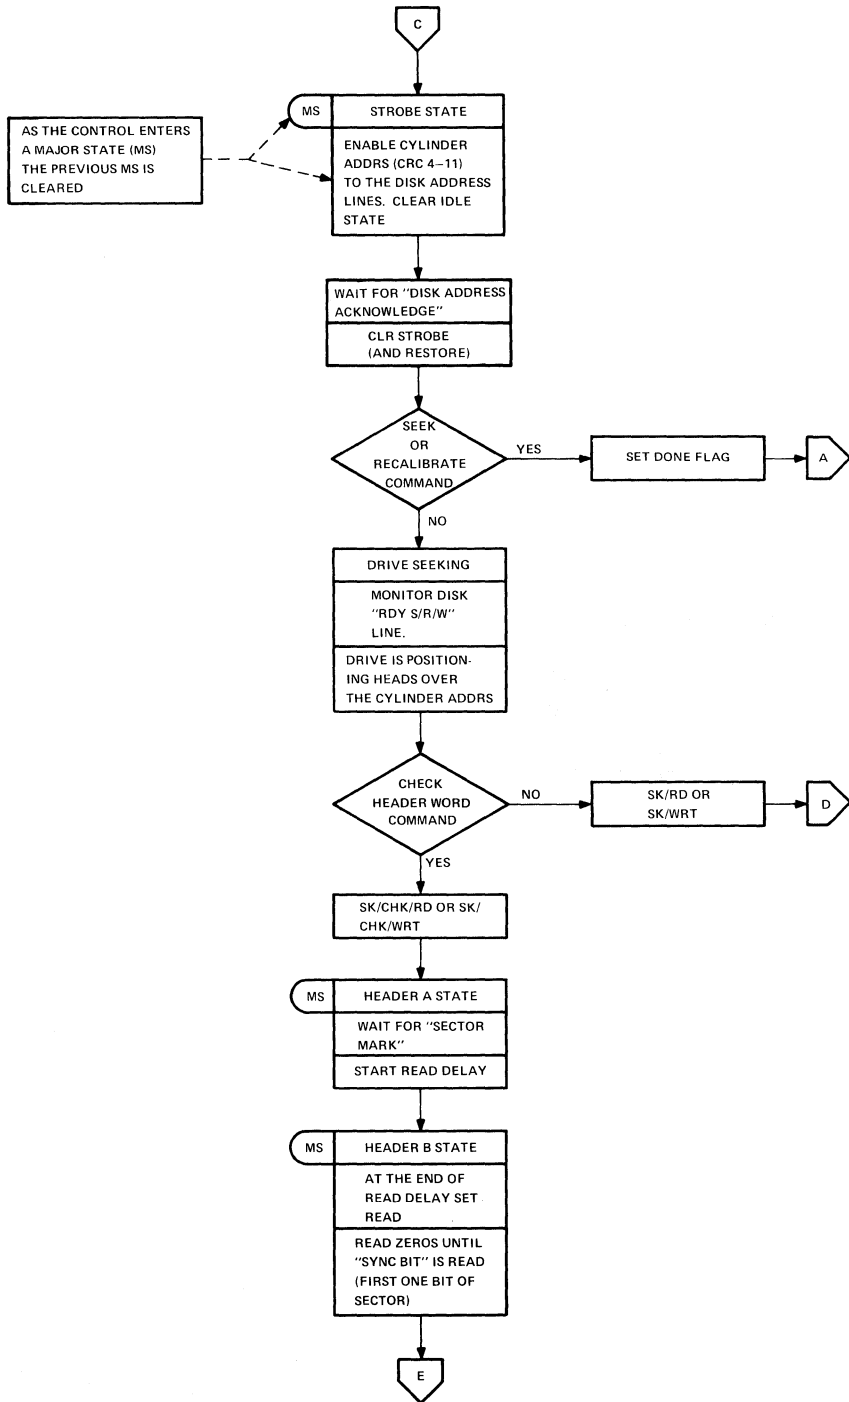 C
MS
STROBE STATE
AS THE CONTROL ENTERS
A MAJOR STATE (MS)
THE PREVIOUS MS IS
CLEARED
ENABLE CYLINDER
ADDRS (CRC 4–11)
TO THE DISK ADDRESS
LINES. CLEAR IDLE
STATE
WAIT FOR "DISK ADDRESS
ACKNOWLEDGE"
CLR STROBE
(AND RESTORE)
SEEK
OR
RECALIBRATE
COMMAND
YES
SET DONE FLAG
A
NO
DRIVE SEEKING
MONITOR DISK
"RDY S/R/W"
LINE.
DRIVE IS POSITION-
ING HEADS OVER
THE CYLINDER ADDRS
CHECK
HEADER WORD
COMMAND
NO
SK/RD OR
SK/WRT
D
YES
SK/CHK/RD OR SK/
CHK/WRT
MS
HEADER A STATE
WAIT FOR "SECTOR
MARK"
START READ DELAY
MS
HEADER B STATE
AT THE END OF
READ DELAY SET
READ
READ ZEROS UNTIL
"SYNC BIT" IS READ
(FIRST ONE BIT OF
SECTOR)
E